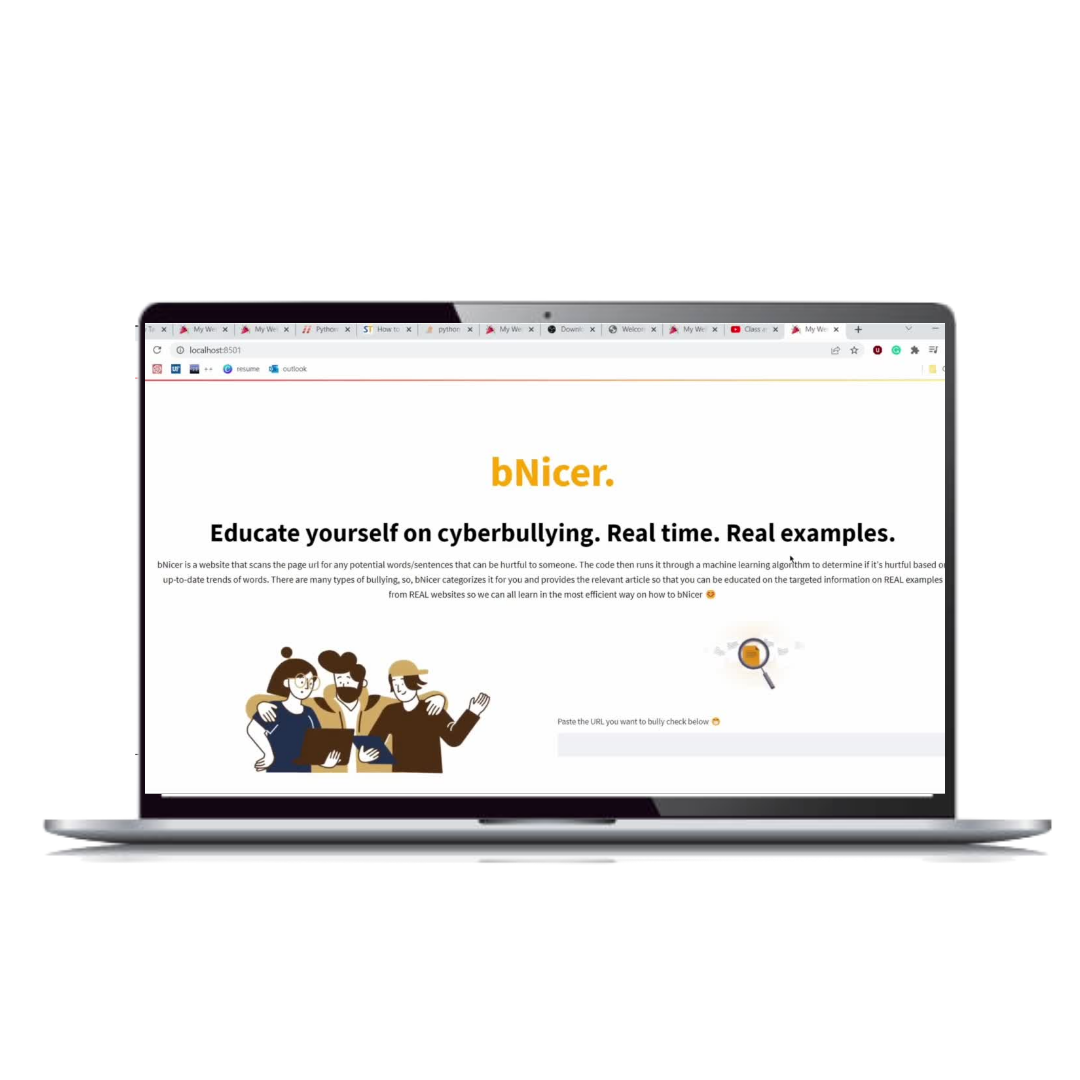 My We My We Python How to python My We Downl Welcom My We Class My We
localhost:8501
UF resume outlook
bNicer.
Educate yourself on cyberbullying. Real time. Real examples.
bNicer is a website that scans the page url for any potential words/sentences that can be hurtful to someone. The code then runs it through a machine learning algorithm to determine if it's hurtful based on
up-to-date trends of words. There are many types of bullying, so, bNicer categorizes it for you and provides the relevant article so that you can be educated on the targeted information on REAL examples
from REAL websites so we can all learn in the most efficient way on how to bNicer 😊
Paste the URL you want to bully check below 😁